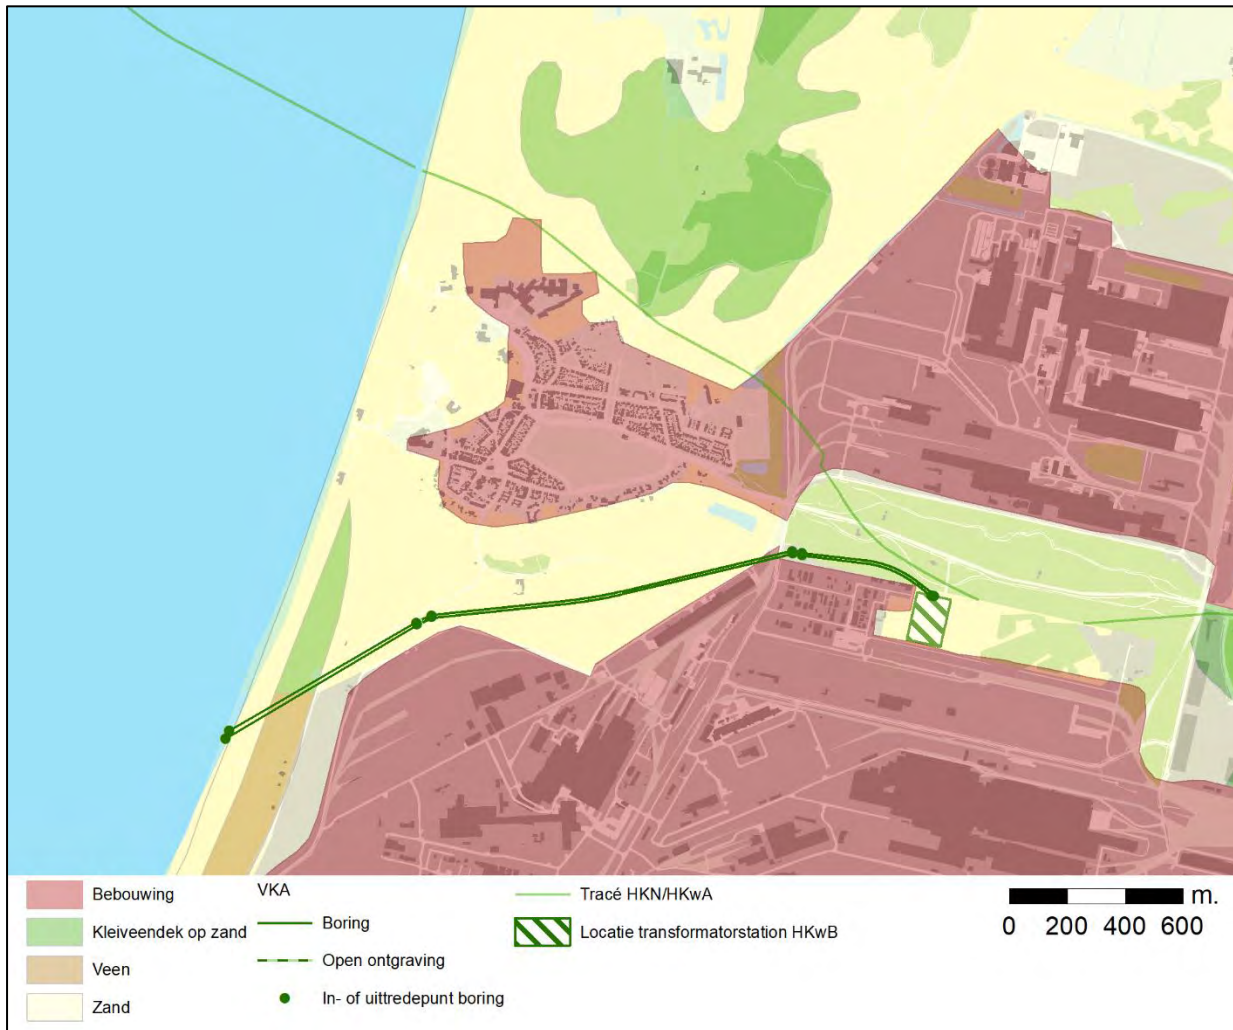 Bebouwing
Kleiveendek op zand
Veen
Zand
VKA
Boring
Open ontgraving
In- of uittredepunt boring
Tracé HKN/HKwA
Locatie transformatorstation HKwB
m.
0 200 400 600